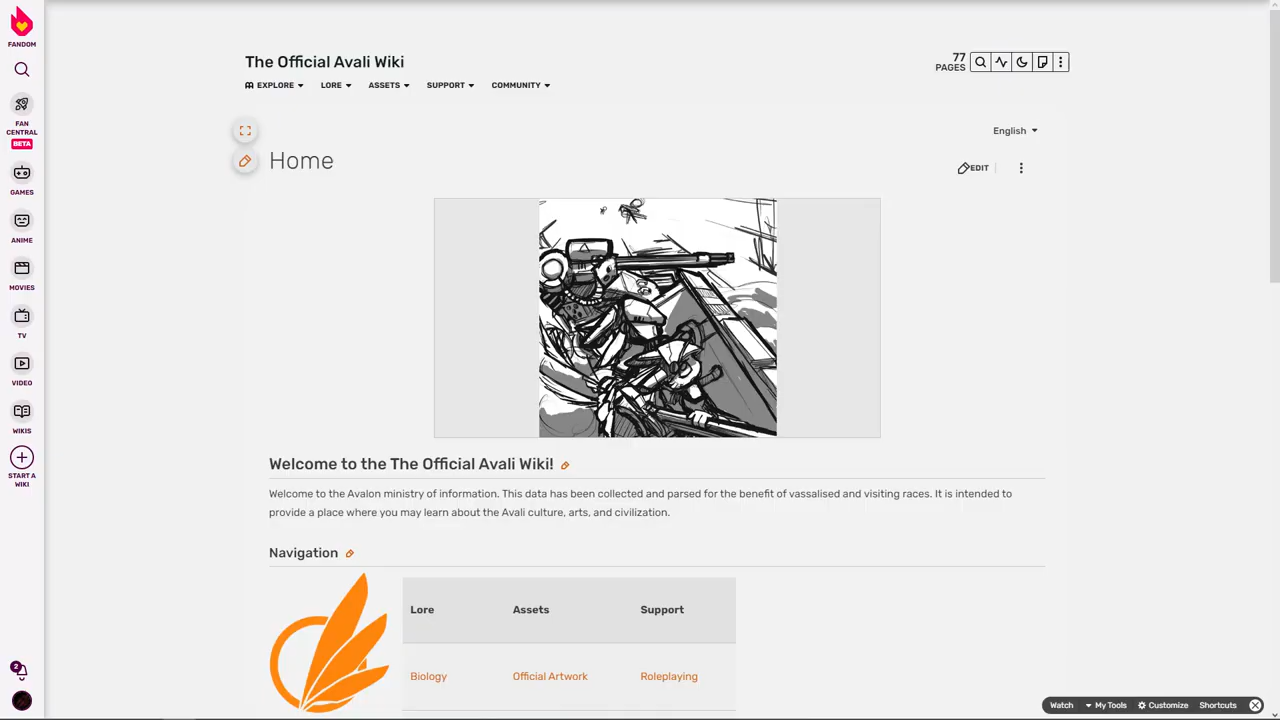 FANDOM
FAN
CENTRAL
BETA
GAMES
ANIME
MOVIES
TV
VIDEO
WIKIS
START A
WIKI
2
The Official Avali Wiki
77
PAGES
EXPLORE
LORE
ASSETS
SUPPORT
COMMUNITY
English
Home
EDIT
Welcome to the The Official Avali Wiki!
Welcome to the Avalon ministry of information. This data has been collected and parsed for the benefit of vassalised and visiting races. It is intended to
provide a place where you may learn about the Avali culture, arts, and civilization.
Navigation
Lore Assets Support
Biology Official Artwork Roleplaying
Watch My Tools Customize Shortcuts